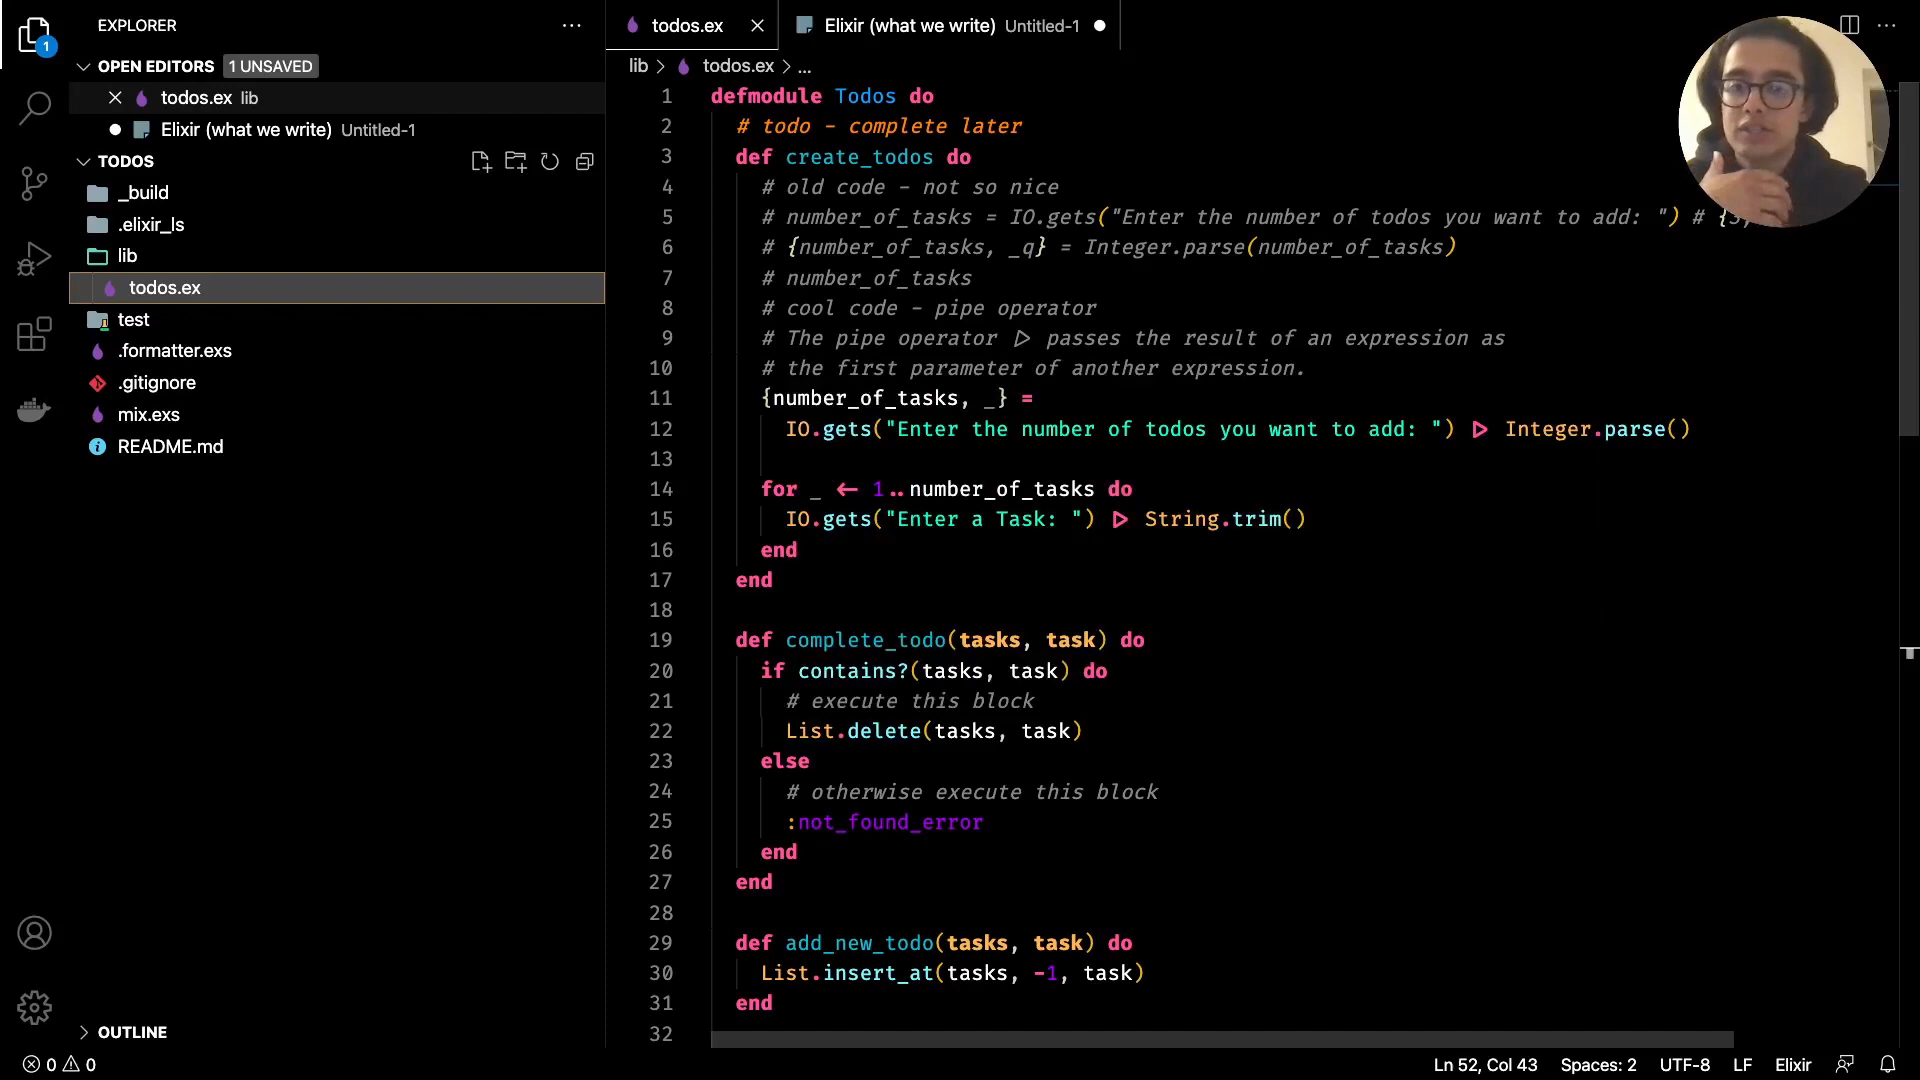 EXPLORER
OPEN EDITORS 1 UNSAVED
todos.ex lib
Elixir (what we write) Untitled-1
TODOS
_build
.elixir_ls
lib
todos.ex
test
.formatter.exs
.gitignore
mix.exs
README.md
OUTLINE
1
todos.ex
Elixir (what we write) Untitled-1
lib > todos.ex > ...
1 defmodule Todos do
2 # todo - complete later
3 def create_todos do
4 # old code - not so nice
5 # number_of_tasks = IO.gets("Enter the number of todos you want to add: ") # {
6 # {number_of_tasks, _q} = Integer.parse(number_of_tasks)
7 # number_of_tasks
8 # cool code - pipe operator
9 # The pipe operator |> passes the result of an expression as
10 # the first parameter of another expression.
11 {number_of_tasks, _} =
12 IO.gets("Enter the number of todos you want to add: ") |> Integer.parse()
13
14 for _ <- 1..number_of_tasks do
15 IO.gets("Enter a Task: ") |> String.trim()
16 end
17 end
18
19 def complete_todo(tasks, task) do
20 if contains?(tasks, task) do
21 # execute this block
22 List.delete(tasks, task)
23 else
24 # otherwise execute this block
25 :not_found_error
26 end
27 end
28
29 def add_new_todo(tasks, task) do
30 List.insert_at(tasks, -1, task)
31 end
32
0 0
Ln 52, Col 43 Spaces: 2 UTF-8 LF Elixir